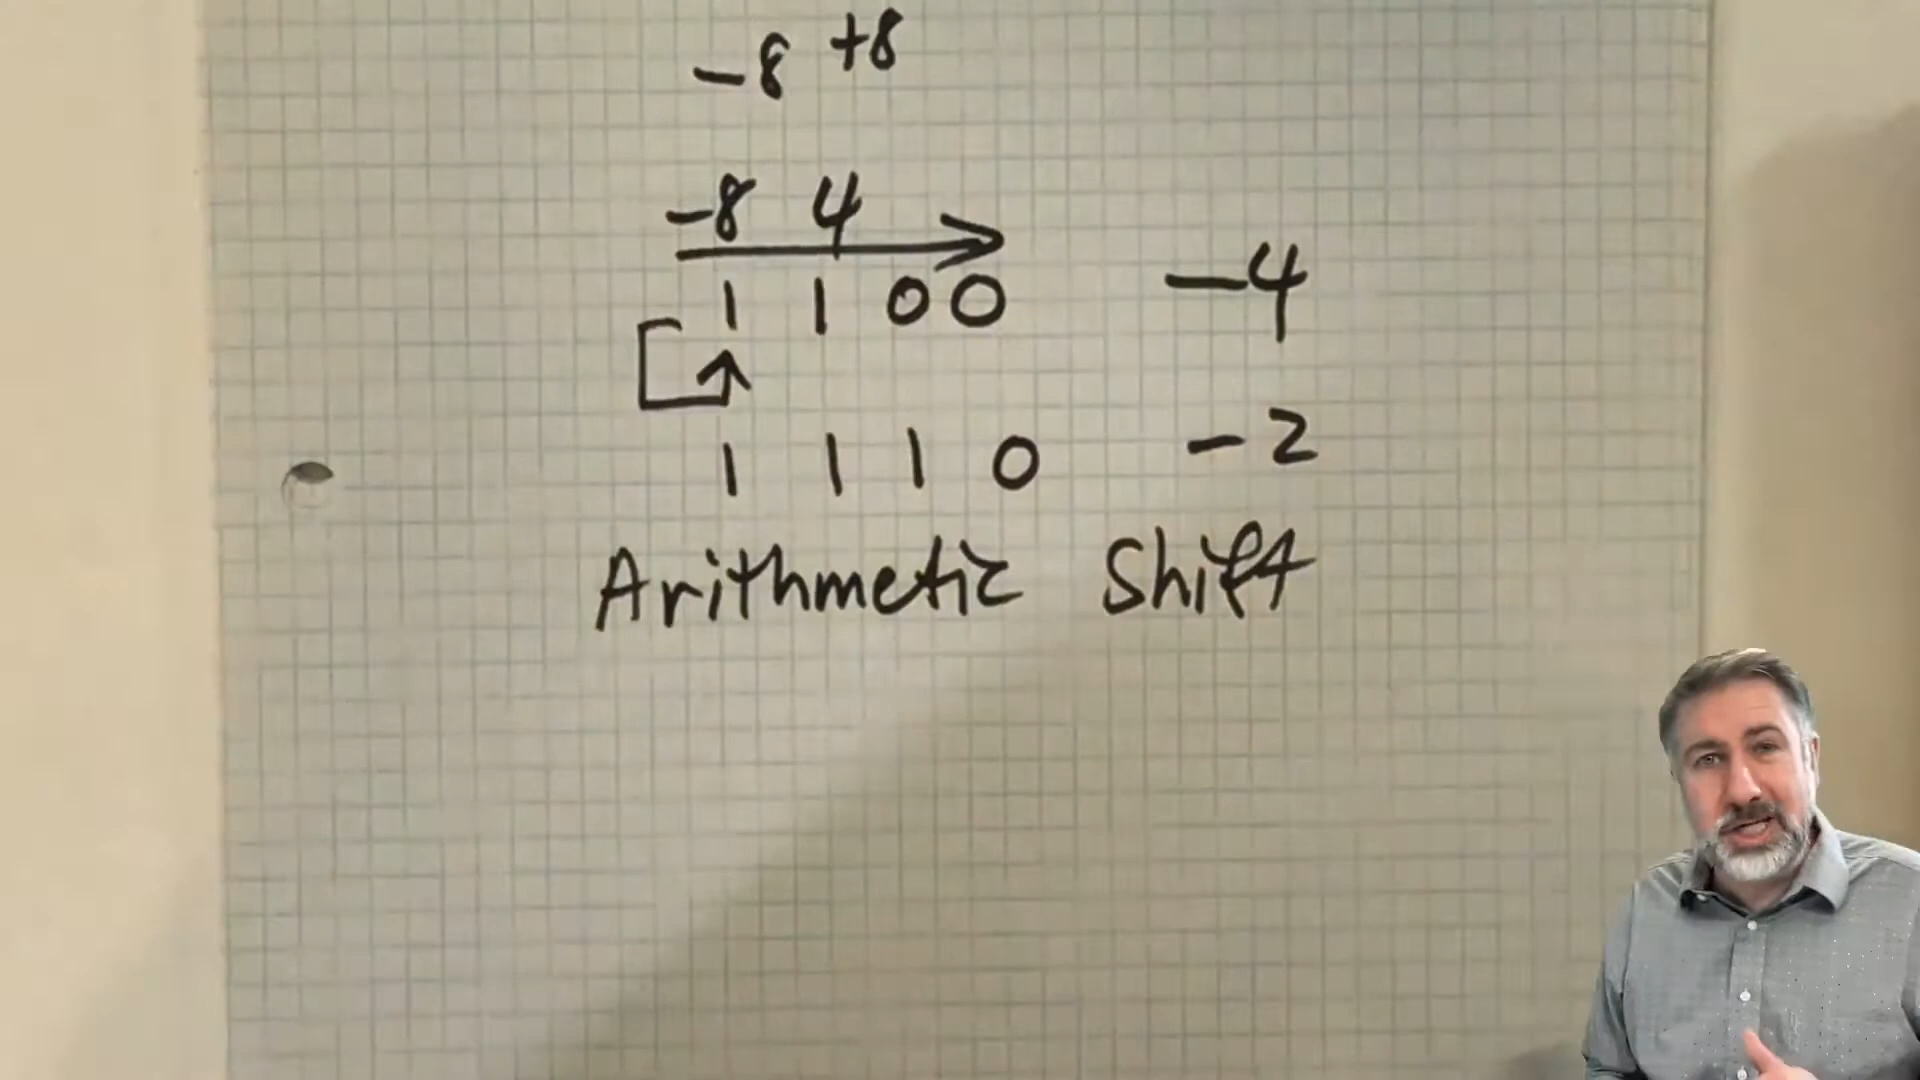 -8 +8
-8 4
1 1 0 0 -4
1 1 1 0 -2
Arithmetic Shift